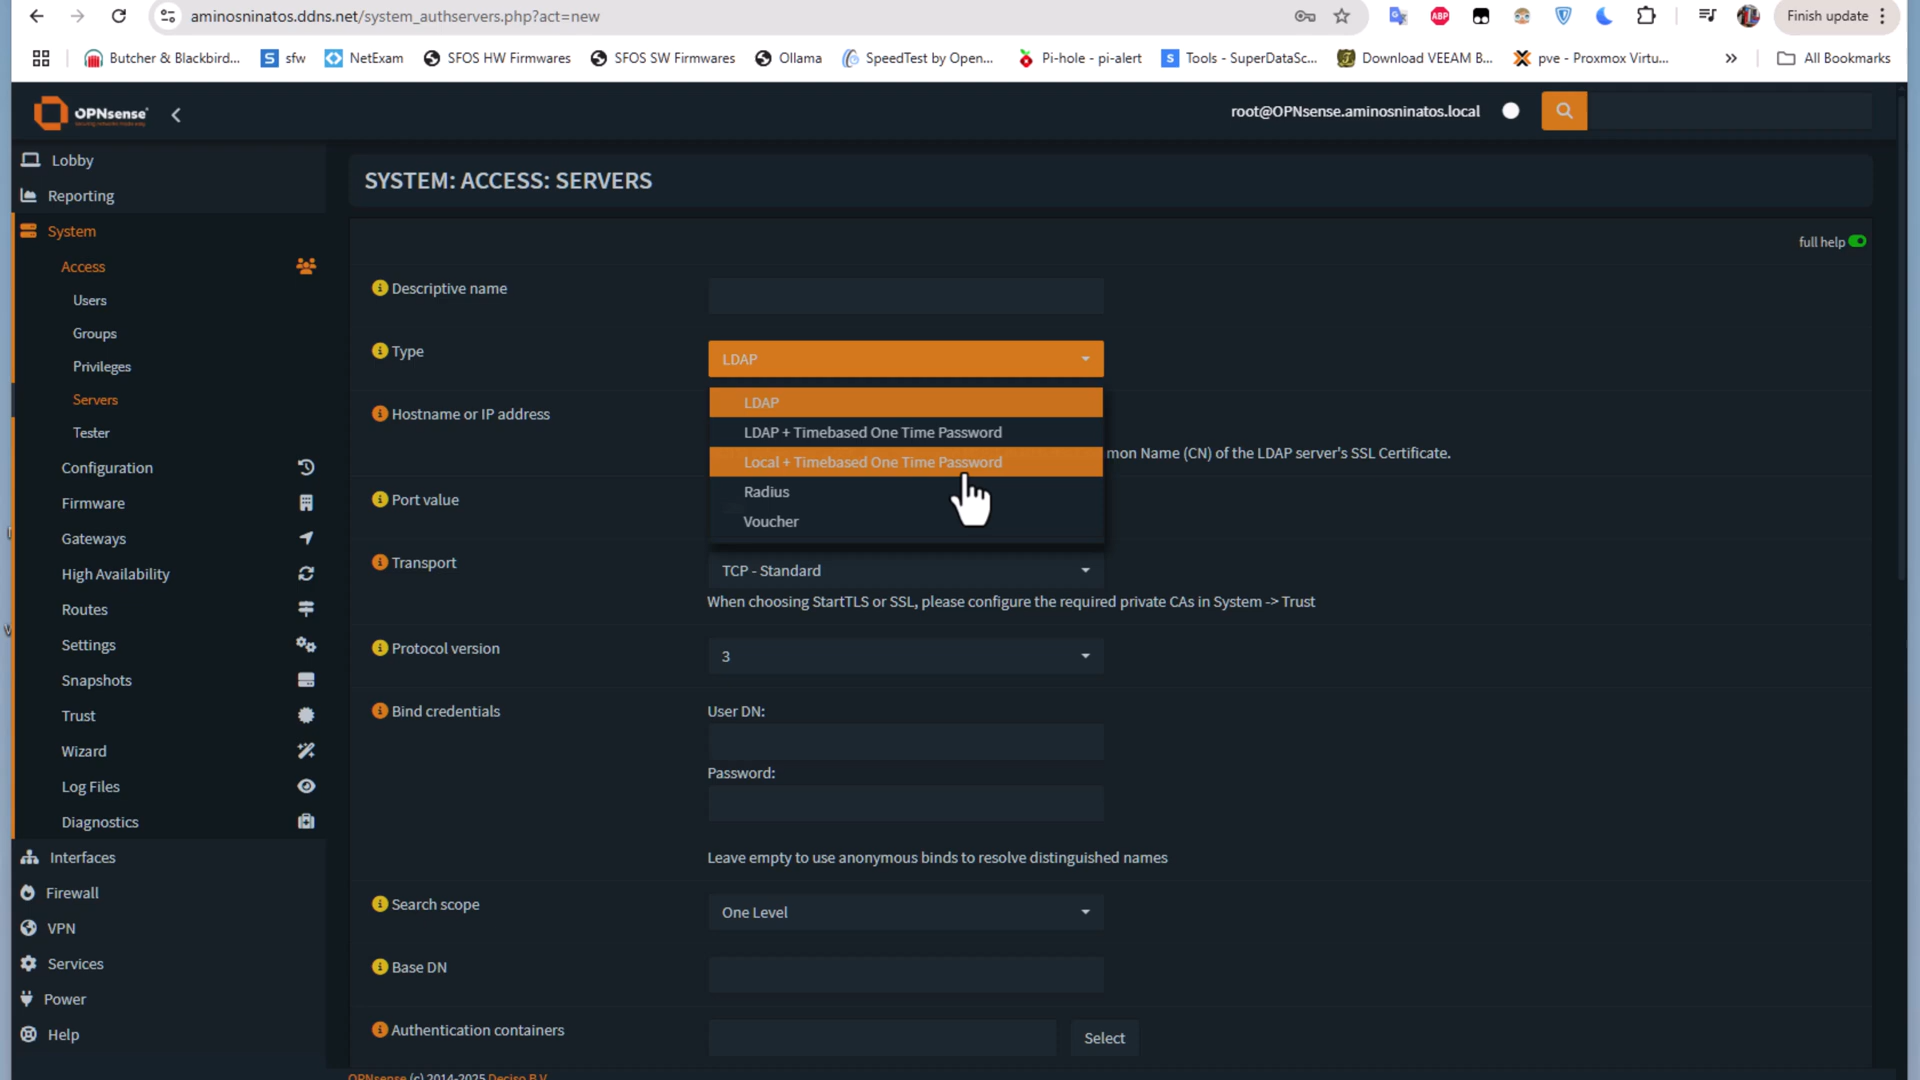 aminosninatos.ddns.net/system_authservers.php?act=new
ABP
Finish update
Butcher & Blackbird...
S
sfw
NetExam
SFOS HW Firmwares
SFOS SW Firmwares
Ollama
SpeedTest by Open...
Pi-hole - pi-alert
S
Tools - SuperDataSc...
Download VEEAM B...
pve - Proxmox Virtu...
All Bookmarks
OPNsense
root@OPNsense.aminosninatos.local
Lobby
Reporting
System
Access
Users
Groups
Privileges
Servers
Tester
Configuration
Firmware
Gateways
High Availability
Routes
Settings
Snapshots
Trust
Wizard
Log Files
Diagnostics
Interfaces
Firewall
VPN
Services
Power
Help
SYSTEM: ACCESS: SERVERS
full help
Descriptive name
Type
LDAP
LDAP
LDAP + Timebased One Time Password
Local + Timebased One Time Password
Radius
Voucher
Hostname or IP address
mon Name (CN) of the LDAP server's SSL Certificate.
Port value
Transport
TCP - Standard
When choosing StartTLS or SSL, please configure the required private CAs in System -> Trust
Protocol version
3
Bind credentials
User DN:
Password:
Leave empty to use anonymous binds to resolve distinguished names
Search scope
One Level
Base DN
Authentication containers
Select
OPNsense (c) 2014-2025 Deciso B.V.